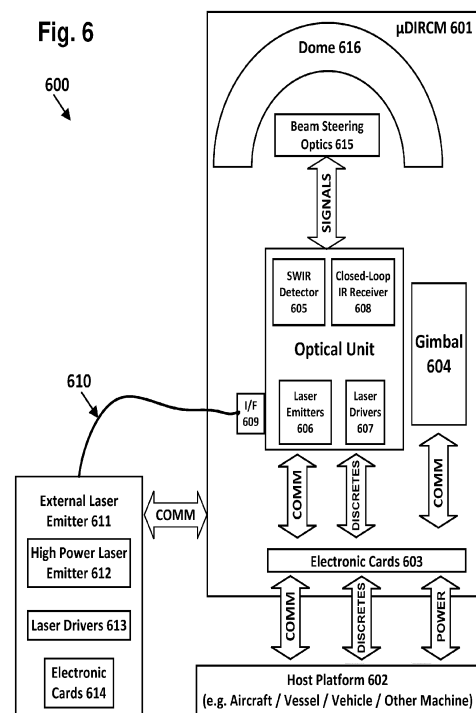 Fig. 6
600
µDIRCM 601
Dome 616
Beam Steering
Optics 615
SIGNALS
SWIR
Detector
605
Closed-Loop
IR Receiver
608
Optical Unit
Gimbal
604
610
I/F
609
Laser
Emitters
606
Laser
Drivers
607
External Laser
Emitter 611
COMM
High Power Laser
Emitter 612
Laser Drivers 613
Electronic
Cards 614
COMM
DISCRETES
COMM
Electronic Cards 603
COMM
DISCRETES
POWER
Host Platform 602
(e.g. Aircraft / Vessel / Vehicle / Other Machine)